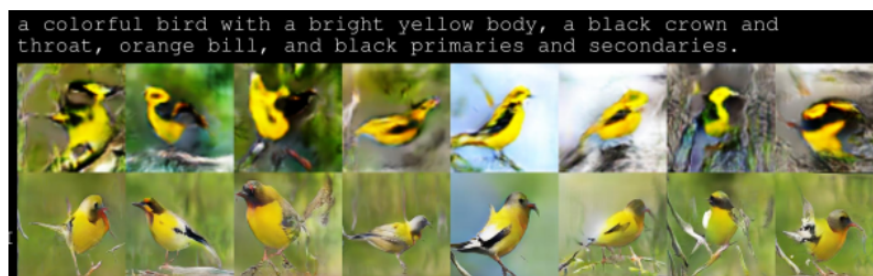 a colorful bird with a bright yellow body, a black crown and
throat, orange bill, and black primaries and secondaries.